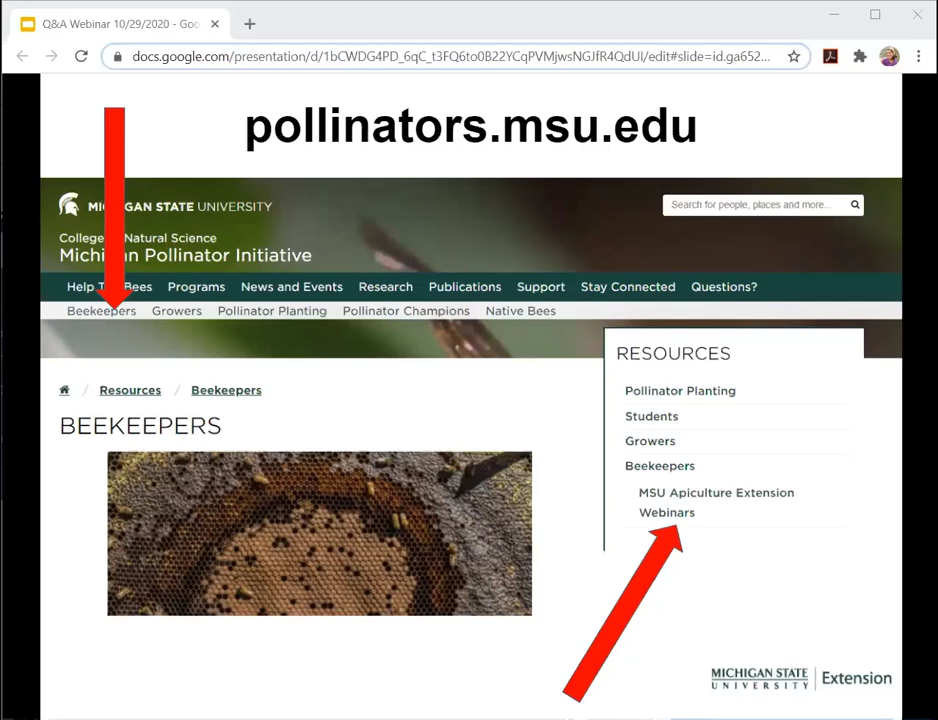 Q&A Webinar 10/29/2020 - Goo
docs.google.com/presentation/d/1bCWDG4PD_6qC_t3FQ6to0B22YCqPVMjwsNGJfR4QdUI/edit#slide=id.ga652...
pollinators.msu.edu
MICHIGAN STATE UNIVERSITY
Search for people, places and more...
College Natural Science
Michigan Pollinator Initiative
Help The Bees Programs News and Events Research Publications Support Stay Connected Questions?
Beekeepers Growers Pollinator Planting Pollinator Champions Native Bees
RESOURCES
Pollinator Planting
Students
Growers
Beekeepers
MSU Apiculture Extension
Webinars
/ Resources / Beekeepers
BEEKEEPERS
MICHIGAN STATE
UNIVERSITY
Extension